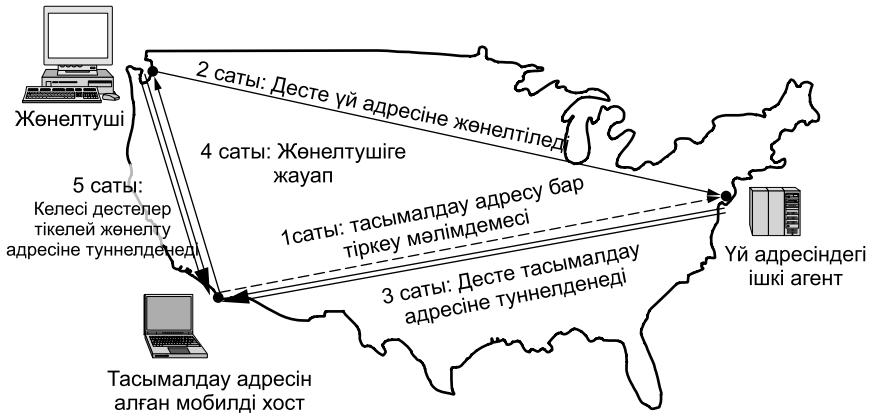 Жөнелтуші
2 саты: Десте үй адресіне жөнелтіледі
4 саты: Жөнелтушіге
жауап
5 саты:
Келесі дестелер
тікелей жөнелту
адресіне туннелденеді
1саты: тасымалдау адресу бар
тіркеу мәлімдемесі
3 саты: Десте тасымалдау
адресіне туннелденеді
Үй адресіндегі
ішкі агент
Тасымалдау адресін
алған мобилді хост